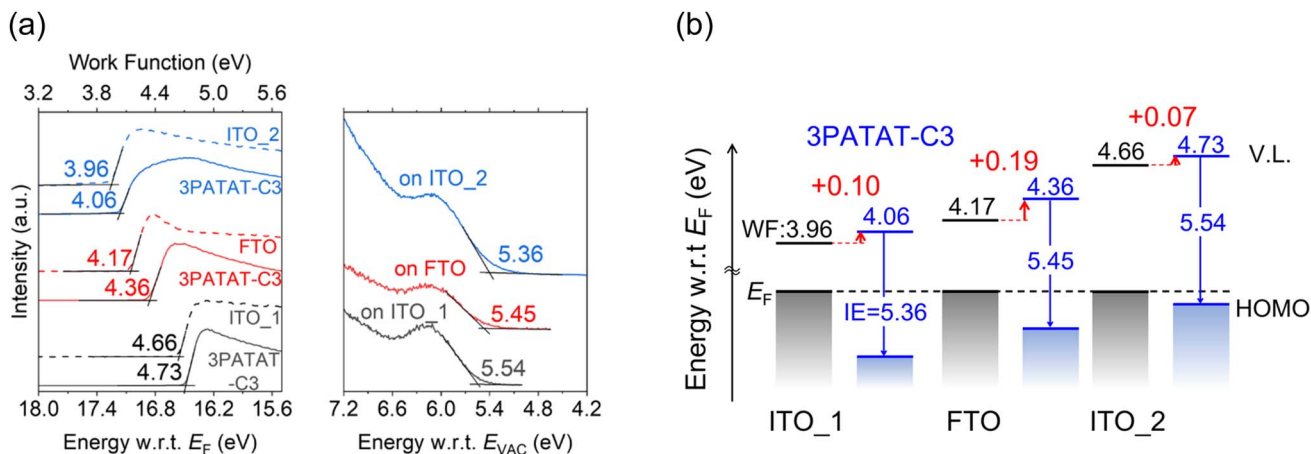 (a)
Work Function (eV)
3.2 4.0 4.4 4.8 5.6
Intensity (a.u.)
ITO_2
3.96
3PATAT-C3
4.06
FTO
4.17
3PATAT-C3
4.36
ITO_1
4.66
3PATAT
-C3
4.73
18.0 17.4 16.8 16.2 15.6
Energy w.r.t. EF (eV)
on ITO_2
5.36
on FTO
5.45
on ITO_1
5.54
7.2 6.6 6.0 5.4 4.8 4.2
Energy w.r.t. EVAC (eV)
(b)
Energy w.r.t EF (eV)
3PATAT-C3
+0.10
+0.19
+0.07
WF:3.96
4.06
4.17
4.36
4.66
4.73
V.L.
EF
IE=5.36
5.45
5.54
HOMO
ITO_1
FTO
ITO_2